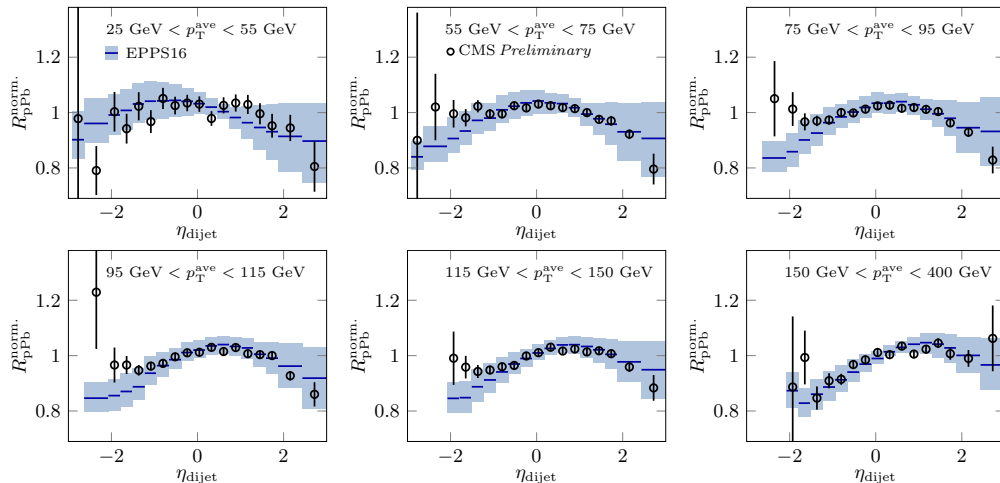 25 GeV < p_T^ave < 55 GeV
EPPS16
R_pPb^norm.
1.2
1
0.8
−2 0 2
η_dijet
55 GeV < p_T^ave < 75 GeV
CMS Preliminary
R_pPb^norm.
1.2
1
0.8
−2 0 2
η_dijet
75 GeV < p_T^ave < 95 GeV
R_pPb^norm.
1.2
1
0.8
−2 0 2
η_dijet
95 GeV < p_T^ave < 115 GeV
R_pPb^norm.
1.2
1
0.8
−2 0 2
η_dijet
115 GeV < p_T^ave < 150 GeV
R_pPb^norm.
1.2
1
0.8
−2 0 2
η_dijet
150 GeV < p_T^ave < 400 GeV
R_pPb^norm.
1.2
1
0.8
−2 0 2
η_dijet